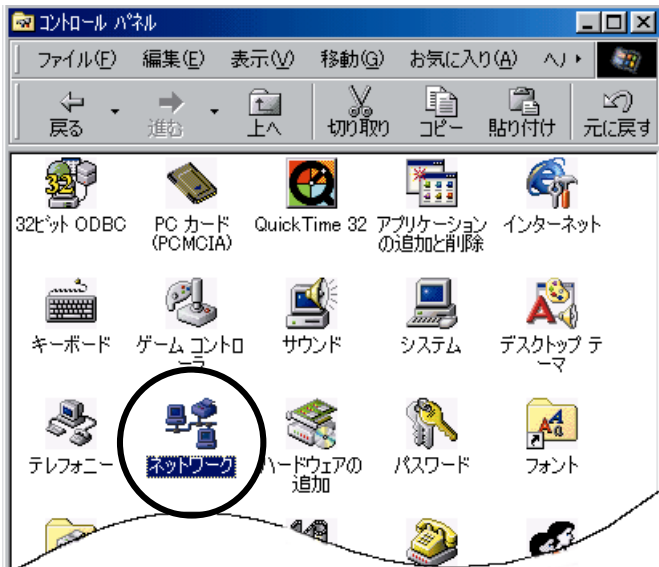 コントロール パネル
ファイル(F) 編集(E) 表示(V) 移動(G) お気に入り(A) ヘル
戻る 進む 上へ 切り取り コピー 貼り付け 元に戻す
32ビット ODBC
PC カード
(PCMCIA)
QuickTime 32
アプリケーション
の追加と削除
インターネット
キーボード
ゲーム コントロ
ーラ
サウンド
システム
デスクトップ テ
ーマ
テレフォニー
ネットワーク
ハードウェアの
追加
パスワード
フォント